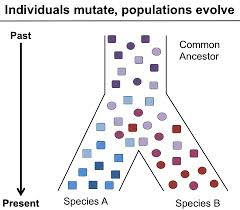 Individuals mutate, populations evolve
Past
Common
Ancestor
Species A
Species B
Present